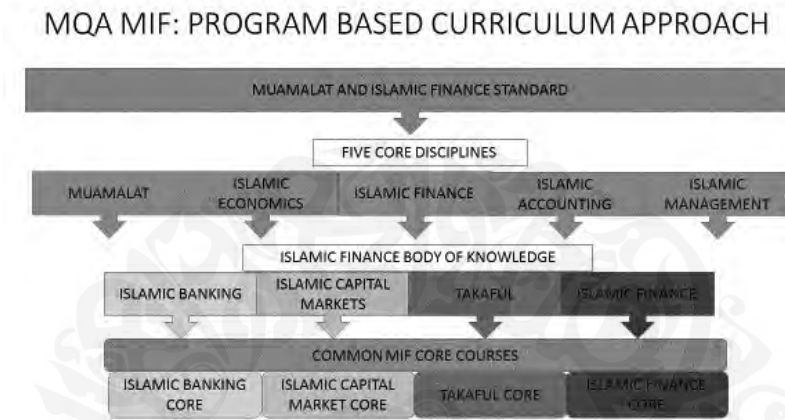 MQA MIF: PROGRAM BASED CURRICULUM APPROACH
MUAMALAT AND ISLAMIC FINANCE STANDARD
FIVE CORE DISCIPLINES
MUAMALAT
ISLAMIC
ECONOMICS
ISLAMIC FINANCE
ISLAMIC
ACCOUNTING
ISLAMIC
MANAGEMENT
ISLAMIC FINANCE BODY OF KNOWLEDGE
ISLAMIC BANKING
ISLAMIC CAPITAL
MARKETS
TAKAFUL
ISLAMIC FINANCE
COMMON MIF CORE COURSES
ISLAMIC BANKING
CORE
ISLAMIC CAPITAL
MARKET CORE
TAKAFUL CORE
ISLAMIC FINANCE
CORE